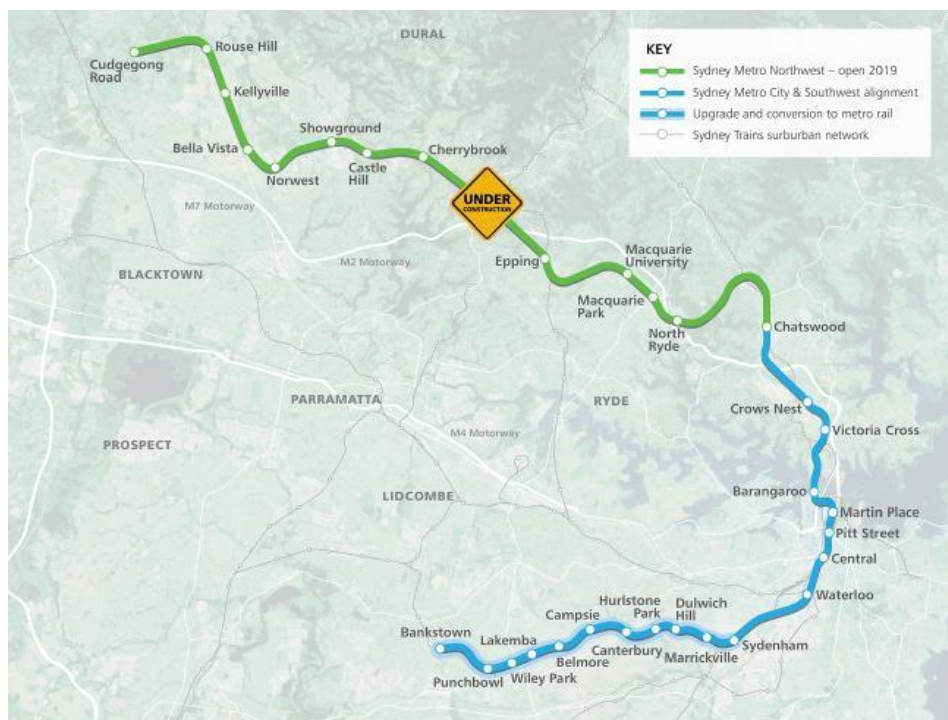 DURAL
KEY
Sydney Metro Northwest – open 2019
Sydney Metro City & Southwest alignment
Upgrade and conversion to metro rail
Sydney Trains surburban network
Cudgegong
Road
Rouse Hill
Kellyville
Bella Vista
Norwest
Showground
Castle
Hill
Cherrybrook
UNDER
CONSTRUCTION
M7 Motorway
M2 Motorway
BLACKTOWN
Epping
Macquarie
University
Macquarie
Park
North
Ryde
Chatswood
PARRAMATTA
RYDE
Crows Nest
Victoria Cross
M4 Motorway
PROSPECT
LIDCOMBE
Barangaroo
Martin Place
Pitt Street
Central
Waterloo
Bankstown
Punchbowl
Lakemba
Wiley Park
Campsie
Belmore
Hurlstone
Park
Canterbury
Dulwich
Hill
Marrickville
Sydenham